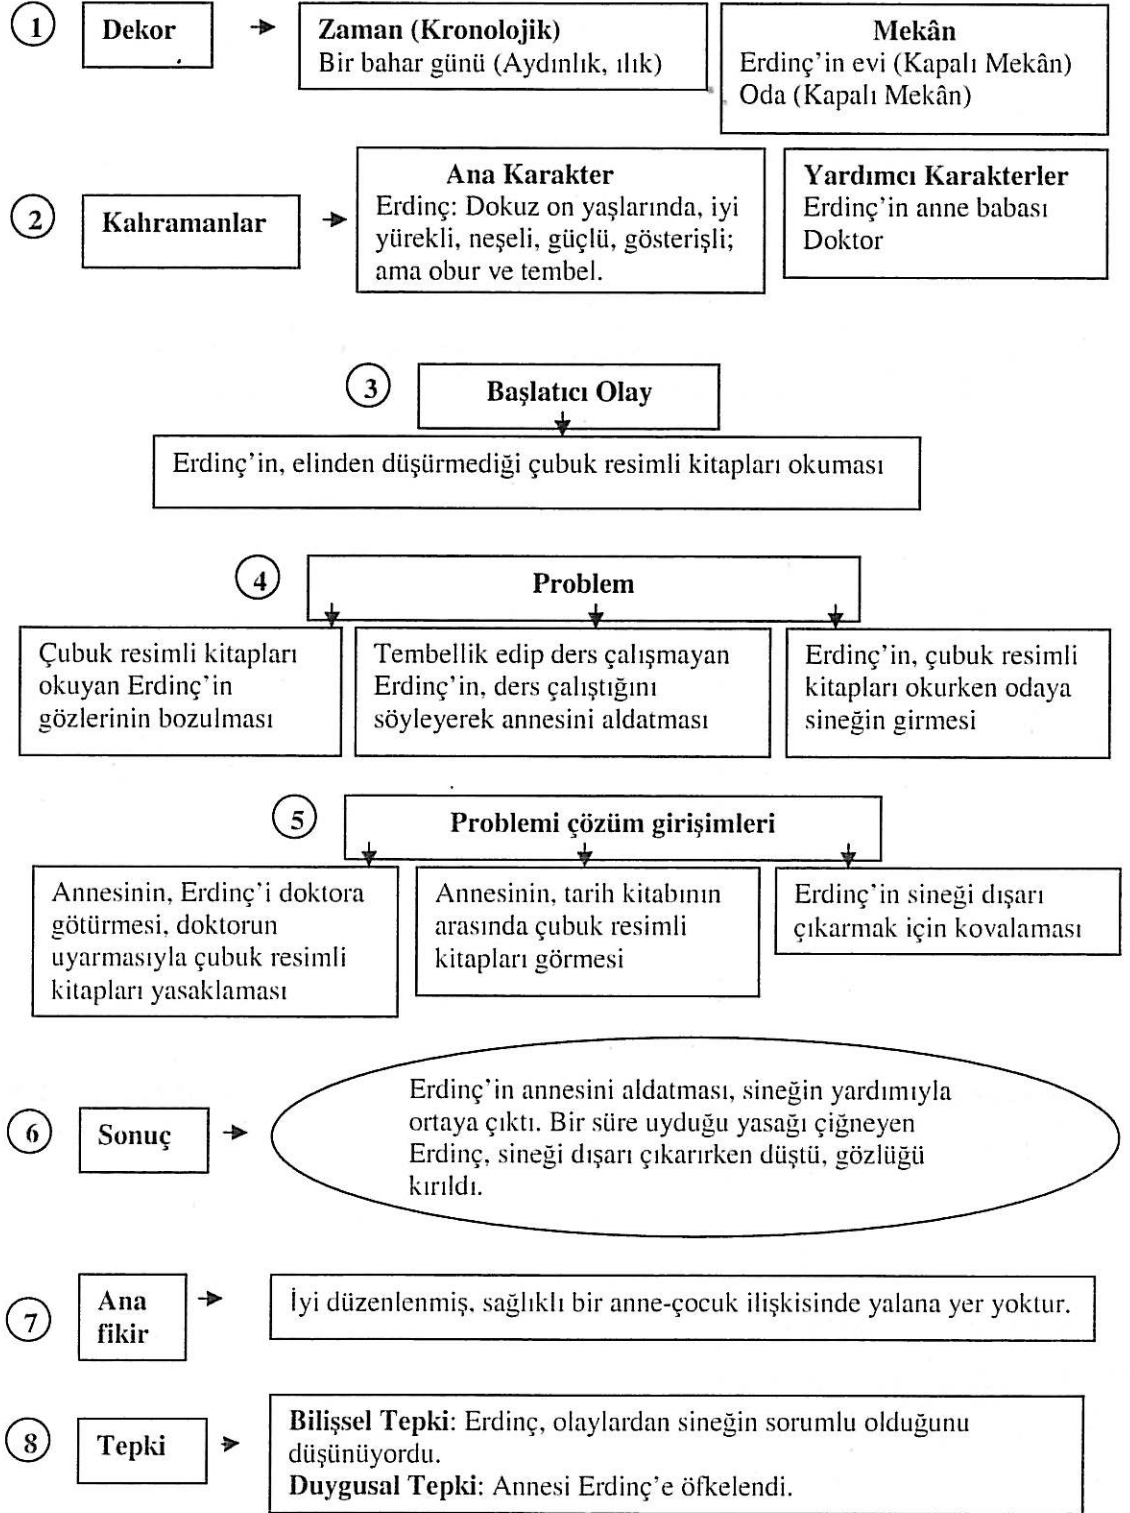 1
Dekor
Zaman (Kronolojik)
Bir bahar günü (Aydınlık, ılık)
Mekân
Erdinç'in evi (Kapalı Mekân)
Oda (Kapalı Mekân)
2
Kahramanlar
Ana Karakter
Erdinç: Dokuz on yaşlarında, iyi
yürekli, neşeli, güçlü, gösterişli;
ama obur ve tembel.
Yardımcı Karakterler
Erdinç'in anne babası
Doktor
3
Başlatıcı Olay
Erdinç'in, elinden düşürmediği çubuk resimli kitapları okuması
4
Problem
Çubuk resimli kitapları
okuyan Erdinç'in
gözlerinin bozulması
Tembellik edip ders çalışmayan
Erdinç'in, ders çalıştığını
söyleyerek annesini aldatması
Erdinç'in, çubuk resimli
kitapları okurken odaya
sineğin girmesi
5
Problemi çözüm girişimleri
Annesinin, Erdinç'i doktora
götürmesi, doktorun
uyarmasıyla çubuk resimli
kitapları yasaklaması
Annesinin, tarih kitabının
arasında çubuk resimli
kitapları görmesi
Erdinç'in sineği dışarı
çıkarmak için kovalaması
6
Sonuç
Erdinç'in annesini aldatması, sineğin yardımıyla
ortaya çıktı. Bir süre uyduğu yasağı çiğneyen
Erdinç, sineği dışarı çıkarırken düştü, gözlüğü
kırıldı.
7
Ana
fikir
İyi düzenlenmiş, sağlıklı bir anne-çocuk ilişkisinde yalana yer yoktur.
8
Tepki
Bilişsel Tepki: Erdinç, olaylardan sineğin sorumlu olduğunu
düşünüyordu.
Duygusal Tepki: Annesi Erdinç'e öfkelendi.